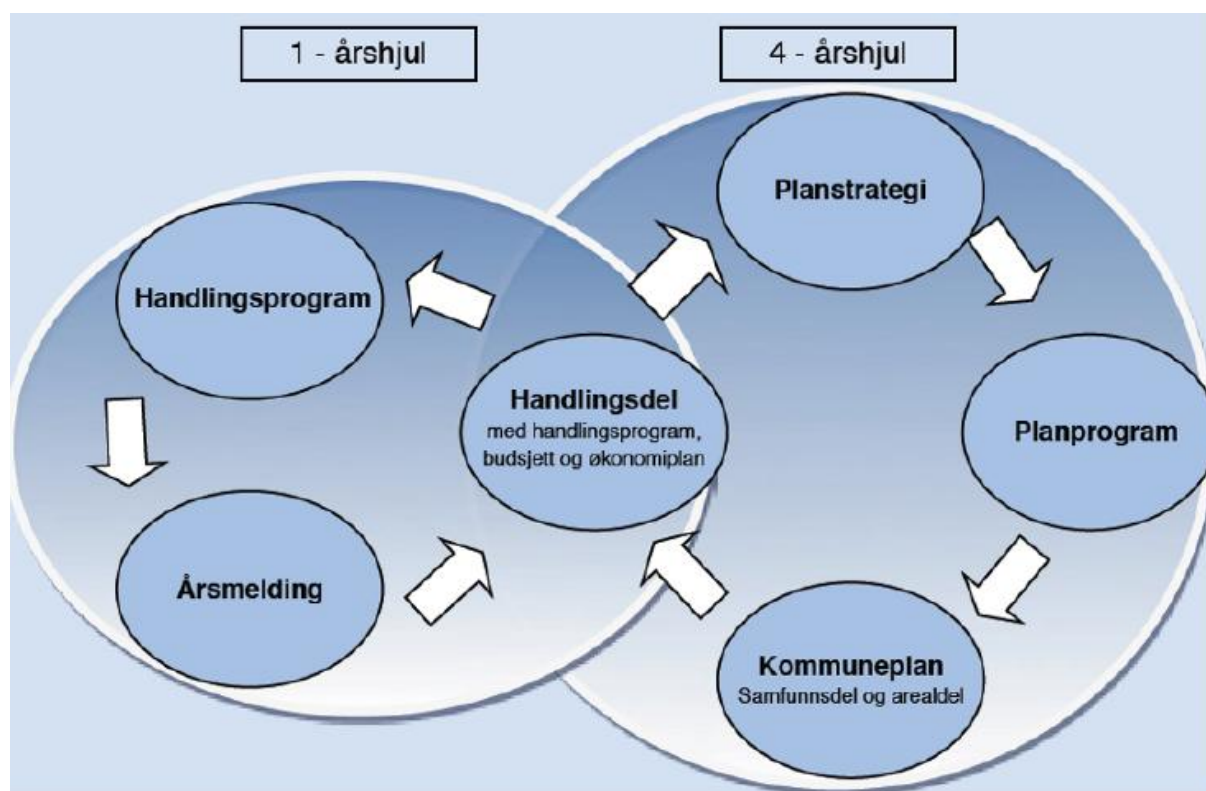 1 - årshjul
4 - årshjul
Planstrategi
Handlingsprogram
Handlingsdel
med handlingsprogram,
budsjett og økonomiplan
Planprogram
Årsmelding
Kommuneplan
Samfunnsdel og arealdel